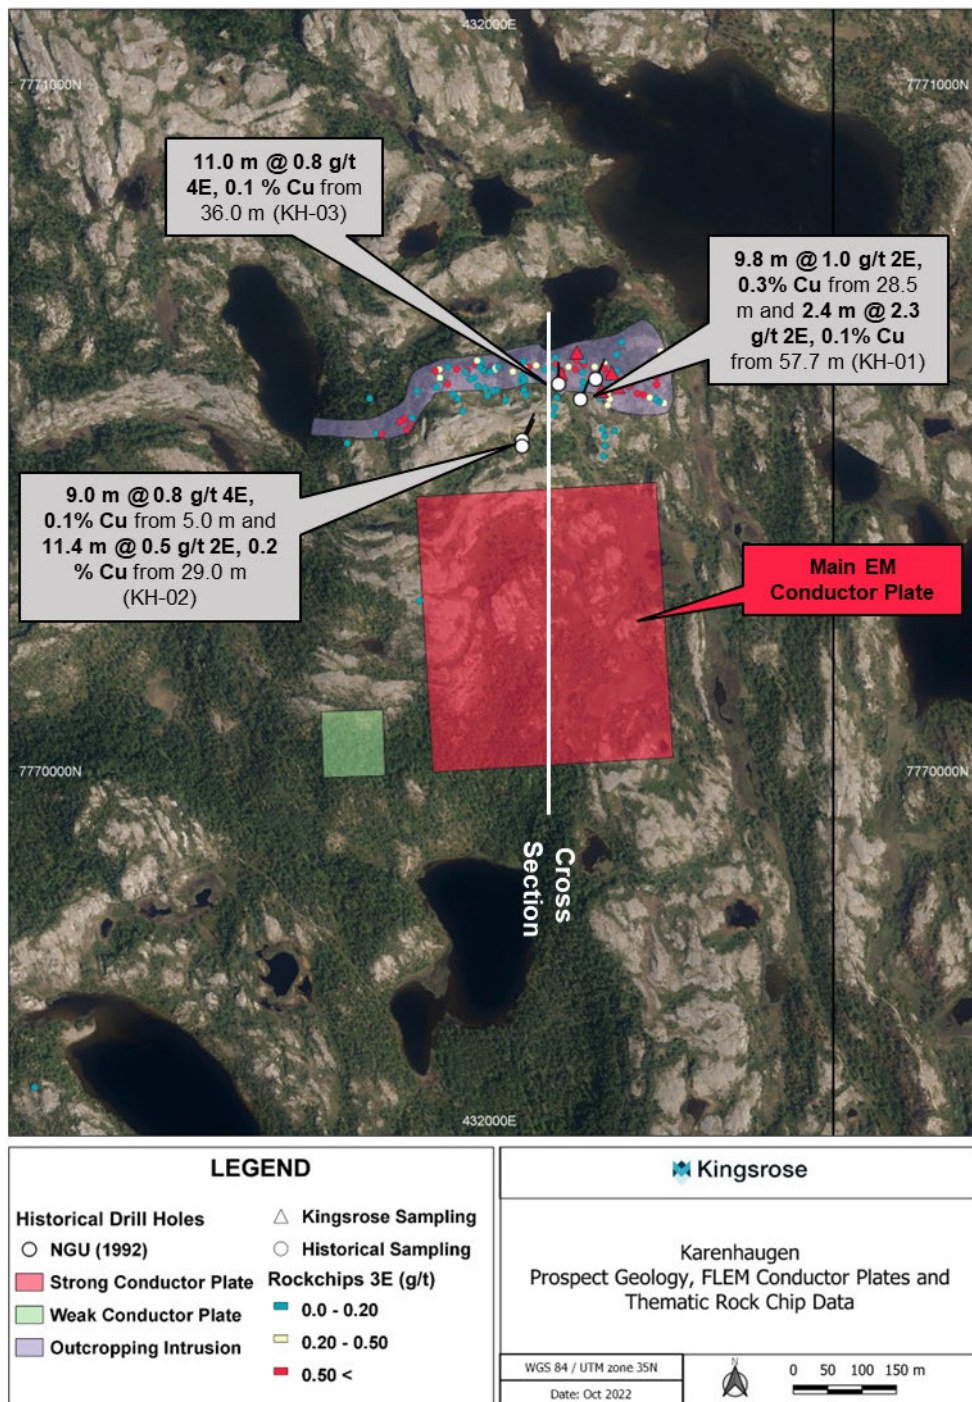 432000E
7771000N
7771000N
11.0 m @ 0.8 g/t
4E, 0.1 % Cu from
36.0 m (KH-03)
9.8 m @ 1.0 g/t 2E,
0.3% Cu from 28.5
m and 2.4 m @ 2.3
g/t 2E, 0.1% Cu
from 57.7 m (KH-01)
9.0 m @ 0.8 g/t 4E,
0.1% Cu from 5.0 m and
11.4 m @ 0.5 g/t 2E, 0.2
% Cu from 29.0 m
(KH-02)
Main EM
Conductor Plate
7770000N
7770000N
Cross
Section
432000E
LEGEND
Historical Drill Holes
NGU (1992)
Strong Conductor Plate
Weak Conductor Plate
Outcropping Intrusion
Kingsrose Sampling
Historical Sampling
Rockchips 3E (g/t)
0.0 - 0.20
0.20 - 0.50
0.50 <
Kingsrose
Karenhaugen
Prospect Geology, FLEM Conductor Plates and
Thematic Rock Chip Data
WGS 84 / UTM zone 35N
Date: Oct 2022
N
0 50 100 150 m